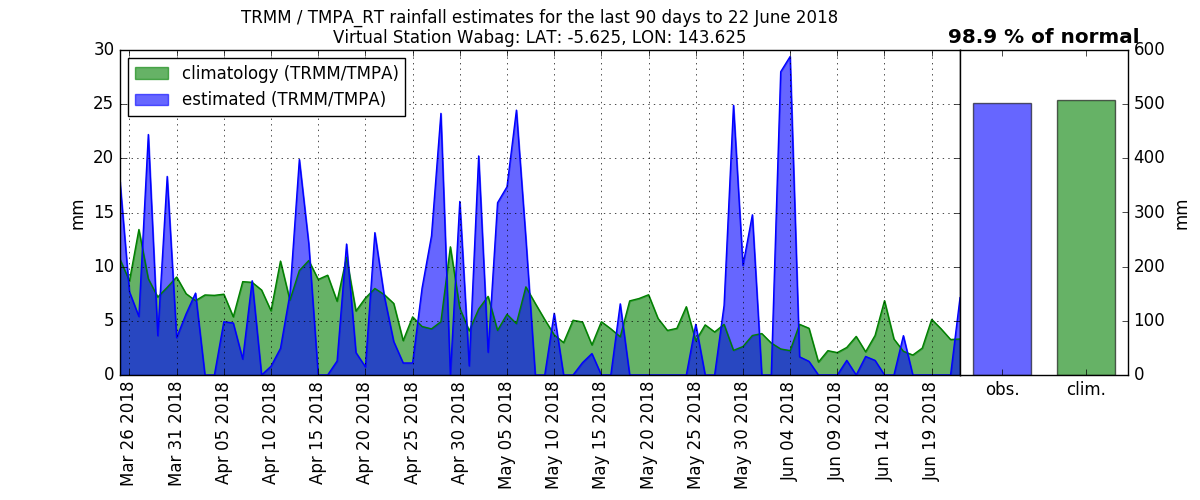 TRMM / TMPA_RT rainfall estimates for the last 90 days to 22 June 2018
Virtual Station Wabag: LAT: -5.625, LON: 143.625
98.9 % of normal
climatology (TRMM/TMPA)
estimated (TRMM/TMPA)
30
25
20
15
10
5
0
mm
600
500
400
300
200
100
0
mm
Mar 26 2018
Mar 31 2018
Apr 05 2018
Apr 10 2018
Apr 15 2018
Apr 20 2018
Apr 25 2018
Apr 30 2018
May 05 2018
May 10 2018
May 15 2018
May 20 2018
May 25 2018
May 30 2018
Jun 04 2018
Jun 09 2018
Jun 14 2018
Jun 19 2018
obs.
clim.